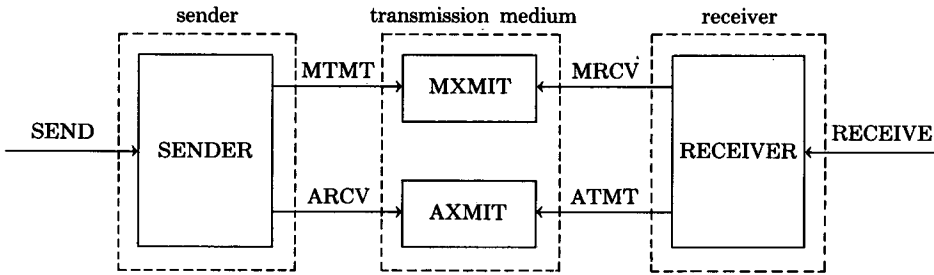 sender
transmission medium
receiver
MTMT
MXMIT
MRCV
SEND
SENDER
RECEIVER
RECEIVE
ARCV
AXMIT
ATMT